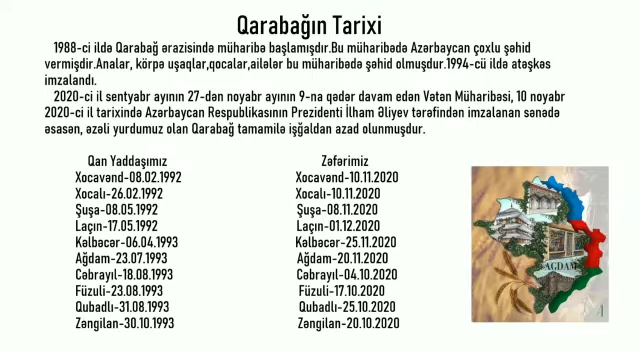 Qarabağın Tarixi
1988-ci ildə Qarabağ ərazisində müharibə başlamışdır.Bu müharibədə Azərbaycan çoxlu şəhid
vermişdir.Analar, körpə uşaqlar,qocalar,ailələr bu müharibədə şəhid olmuşdur.1994-cü ildə atəşkəs
imzalandı.
2020-ci il sentyabr ayının 27-dən noyabr ayının 9-na qədər davam edən Vətən Müharibəsi, 10 noyabr
2020-ci il tarixində Azərbaycan Respublikasının Prezidenti İlham Əliyev tərəfindən imzalanan sənədə
əsasən, əzəli yurdumuz olan Qarabağ tamamilə işğaldan azad olunmuşdur.
Qan Yaddaşımız
Xocavənd-08.02.1992
Xocalı-26.02.1992
Şuşa-08.05.1992
Laçın-17.05.1992
Kəlbəcər-06.04.1993
Ağdam-23.07.1993
Cəbrayıl-18.08.1993
Füzuli-23.08.1993
Qubadlı-31.08.1993
Zəngilan-30.10.1993
Zəfərimiz
Xocavənd-10.11.2020
Xocalı-10.11.2020
Şuşa-08.11.2020
Laçın-01.12.2020
Kəlbəcər-25.11.2020
Ağdam-20.11.2020
Cəbrayıl-04.10.2020
Füzuli-17.10.2020
Qubadlı-25.10.2020
Zəngilan-20.10.2020
AĞDAM